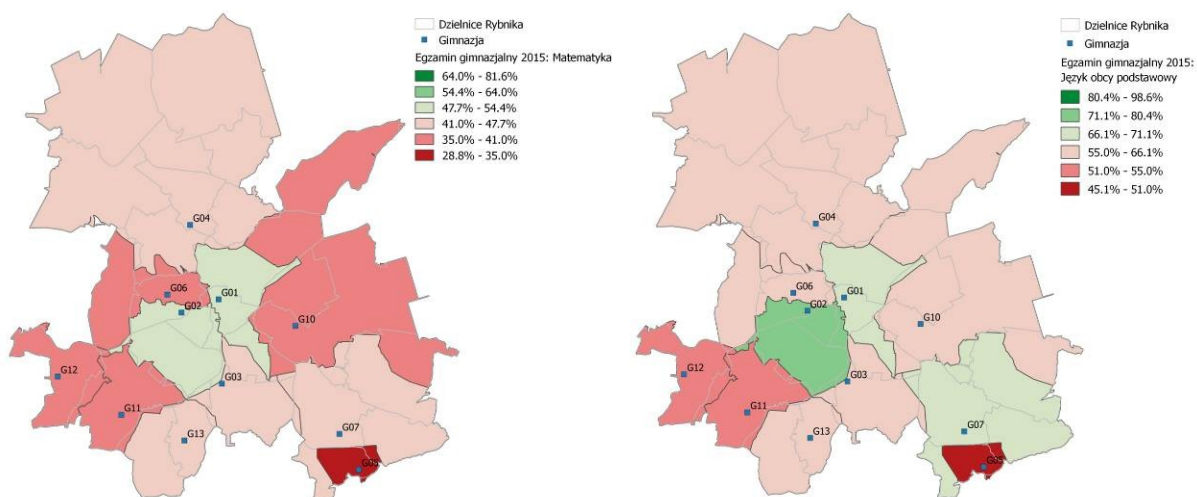 Dzielnice Rybnika
Gimnazja
Egzamin gimnazjalny 2015: Matematyka
64.0% - 81.6%
54.4% - 64.0%
47.7% - 54.4%
41.0% - 47.7%
35.0% - 41.0%
28.8% - 35.0%
G04
G06
G01
G02
G10
G12
G03
G11
G13
G07
G05
Dzielnice Rybnika
Gimnazja
Egzamin gimnazjalny 2015:
Język obcy podstawowy
80.4% - 98.6%
71.1% - 80.4%
66.1% - 71.1%
55.0% - 66.1%
51.0% - 55.0%
45.1% - 51.0%
G04
G06
G01
G02
G10
G12
G03
G11
G13
G07
G05